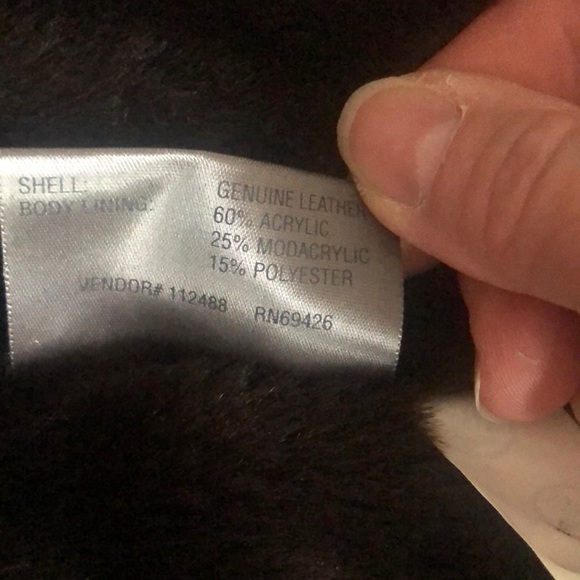 SHELL: GENUINE LEATHER
BODY LINING: 60% ACRYLIC
25% MODACRYLIC
15% POLYESTER
VENDOR# 112488 RN69426